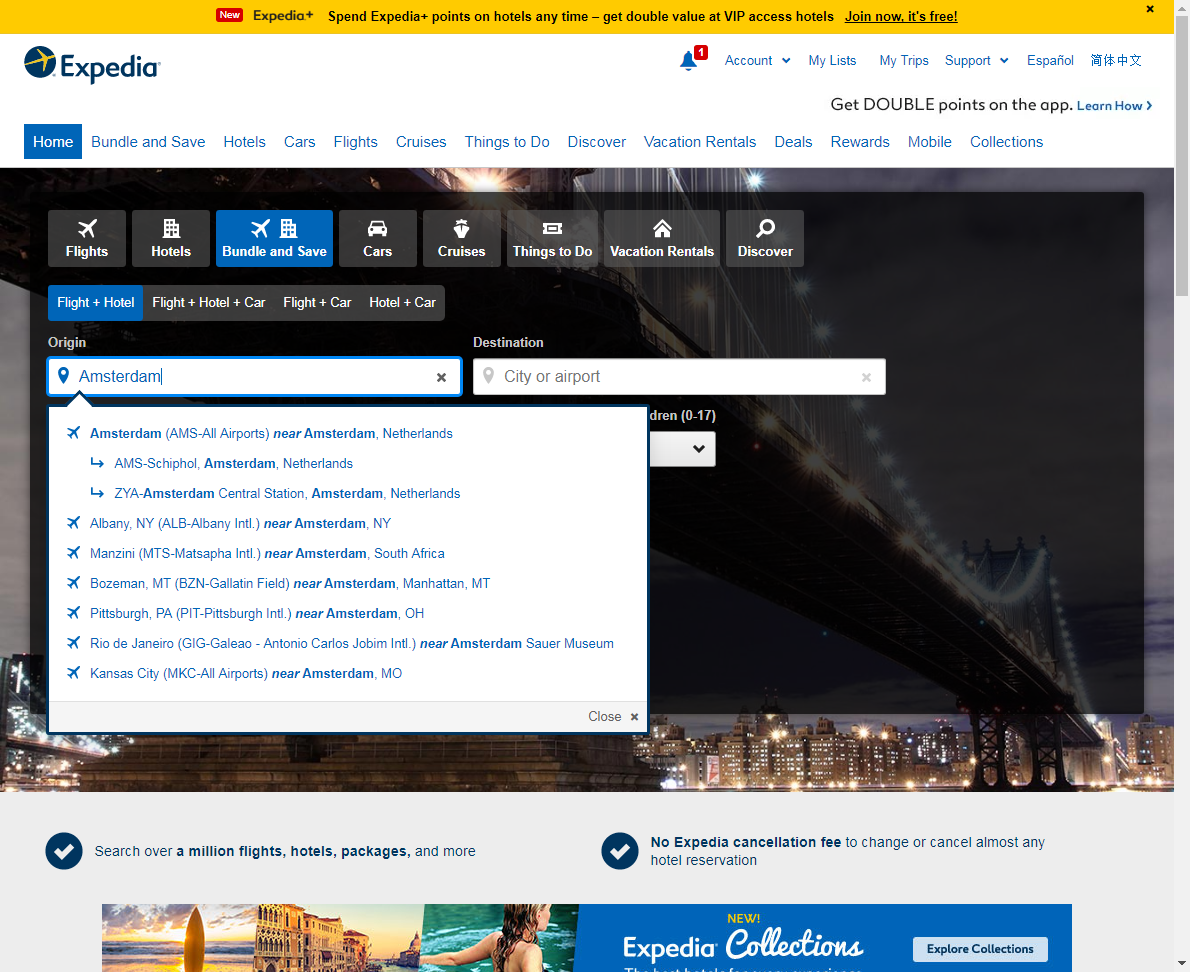 New Expedia+ Spend Expedia+ points on hotels any time – get double value at VIP access hotels Join now, it's free!
Expedia
1 Account My Lists My Trips Support Español 简体中文
Get DOUBLE points on the app. Learn How
Home Bundle and Save Hotels Cars Flights Cruises Things to Do Discover Vacation Rentals Deals Rewards Mobile Collections
Flights Hotels Bundle and Save Cars Cruises Things to Do Vacation Rentals Discover
Flight + Hotel Flight + Hotel + Car Flight + Car Hotel + Car
Origin Destination
Amsterdam City or airport
dren (0-17)
Amsterdam (AMS-All Airports) near Amsterdam, Netherlands
AMS-Schiphol, Amsterdam, Netherlands
ZYA-Amsterdam Central Station, Amsterdam, Netherlands
Albany, NY (ALB-Albany Intl.) near Amsterdam, NY
Manzini (MTS-Matsapha Intl.) near Amsterdam, South Africa
Bozeman, MT (BZN-Gallatin Field) near Amsterdam, Manhattan, MT
Pittsburgh, PA (PIT-Pittsburgh Intl.) near Amsterdam, OH
Rio de Janeiro (GIG-Galeao - Antonio Carlos Jobim Intl.) near Amsterdam Sauer Museum
Kansas City (MKC-All Airports) near Amsterdam, MO
Close
Search over a million flights, hotels, packages, and more
No Expedia cancellation fee to change or cancel almost any
hotel reservation
NEW!
Expedia Collections
Explore Collections
The best hotels for every experience